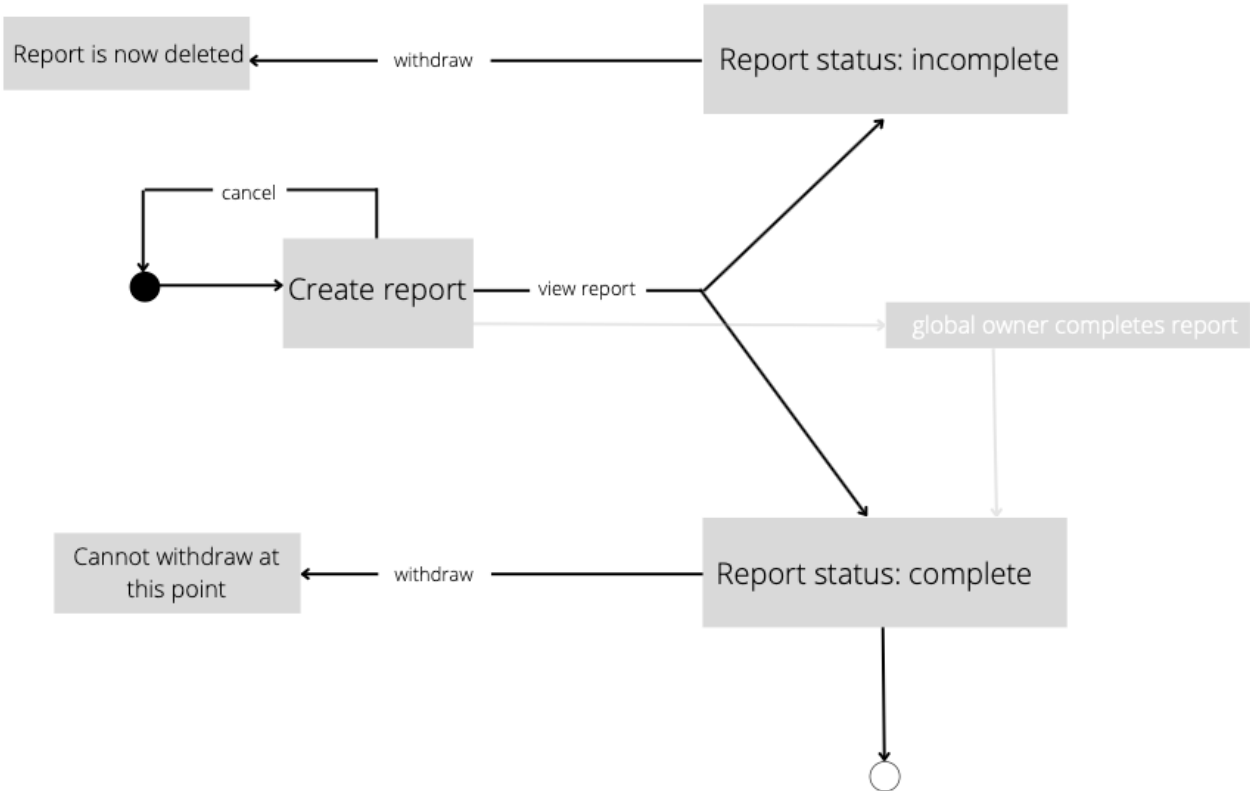 Report is now deleted
withdraw
Report status: incomplete
cancel
Create report
view report
global owner completes report
Cannot withdraw at
this point
withdraw
Report status: complete